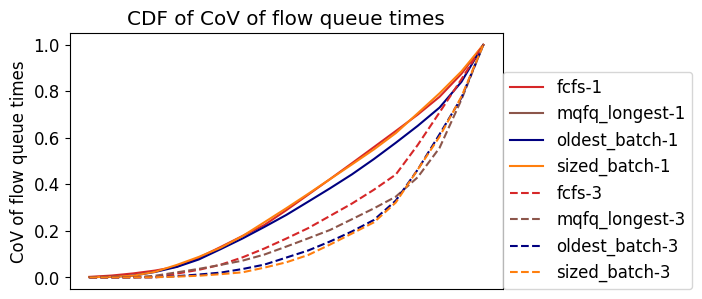 CDF of CoV of flow queue times
CoV of flow queue times
1.0
0.8
0.6
0.4
0.2
0.0
fcfs-1
mqfq_longest-1
oldest_batch-1
sized_batch-1
fcfs-3
mqfq_longest-3
oldest_batch-3
sized_batch-3